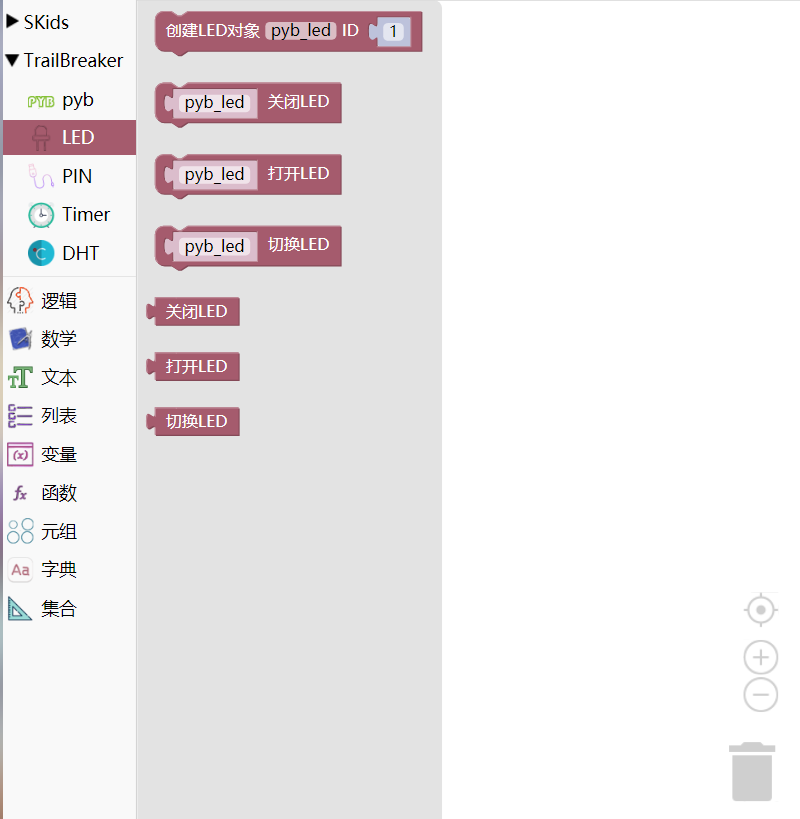 SKids
TrailBreaker
PYB pyb
LED
PIN
Timer
C DHT
逻辑
数学
TT 文本
列表
(x) 变量
fx 函数
元组
Aa 字典
集合
创建LED对象 pyb_led ID 1
pyb_led 关闭LED
pyb_led 打开LED
pyb_led 切换LED
关闭LED
打开LED
切换LED